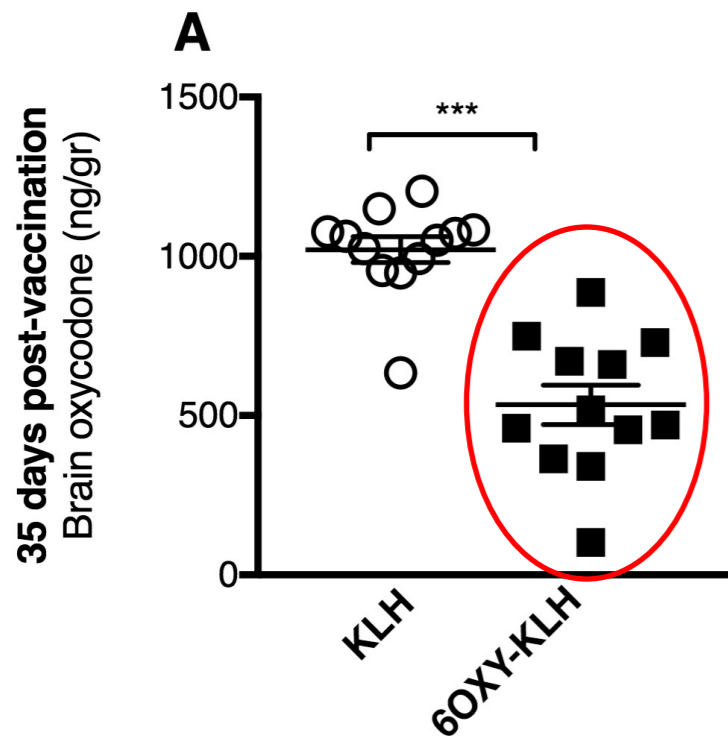 A
35 days post-vaccination
Brain oxycodone (ng/gr)
1500
1000
500
0
***
KLH
6OXY-KLH